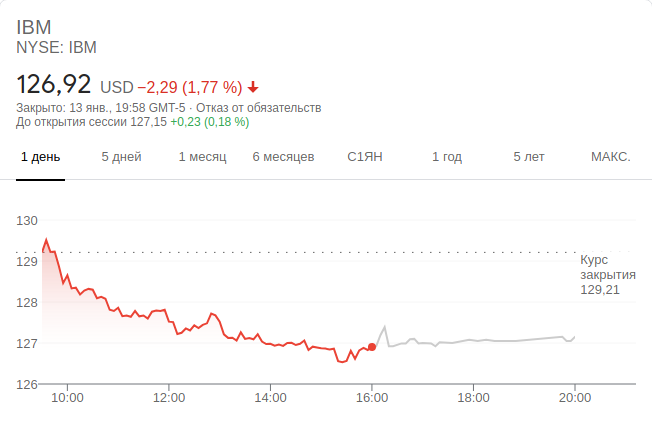 IBM
NYSE: IBM
126,92 USD −2,29 (1,77 %)
Закрыто: 13 янв., 19:58 GMT-5 · Отказ от обязательств
До открытия сессии 127,15 +0,23 (0,18 %)
1 день 5 дней 1 месяц 6 месяцев С1ЯН 1 год 5 лет МАКС.
130
129
128
127
126
Курс
закрытия
129,21
10:00 12:00 14:00 16:00 18:00 20:00